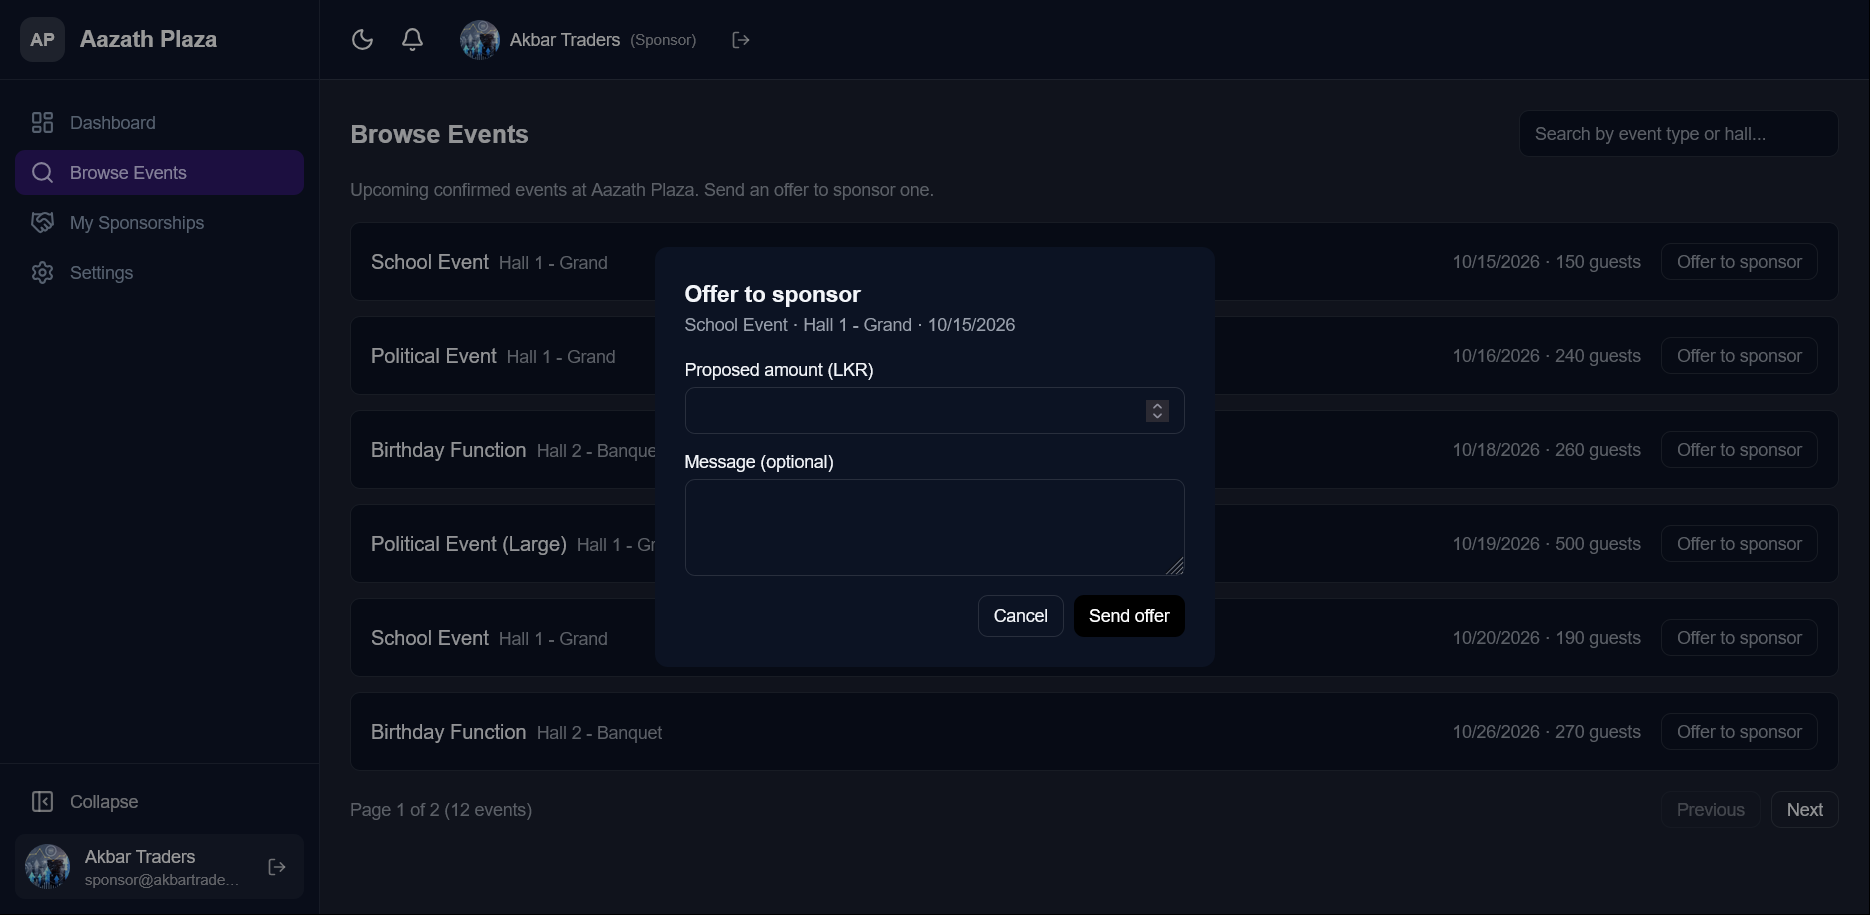 AP Aazath Plaza
Akbar Traders (Sponsor)
Dashboard
Browse Events
My Sponsorships
Settings
Browse Events
Search by event type or hall...
Upcoming confirmed events at Aazath Plaza. Send an offer to sponsor one.
School Event Hall 1 - Grand 10/15/2026 · 150 guests Offer to sponsor
Political Event Hall 1 - Grand 10/16/2026 · 240 guests Offer to sponsor
Birthday Function Hall 2 - Banque 10/18/2026 · 260 guests Offer to sponsor
Political Event (Large) Hall 1 - Gr 10/19/2026 · 500 guests Offer to sponsor
School Event Hall 1 - Grand 10/20/2026 · 190 guests Offer to sponsor
Birthday Function Hall 2 - Banquet 10/26/2026 · 270 guests Offer to sponsor
Page 1 of 2 (12 events) Previous Next
Offer to sponsor
School Event · Hall 1 - Grand · 10/15/2026
Proposed amount (LKR)
Message (optional)
Cancel Send offer
Collapse
Akbar Traders
sponsor@akbartrade...